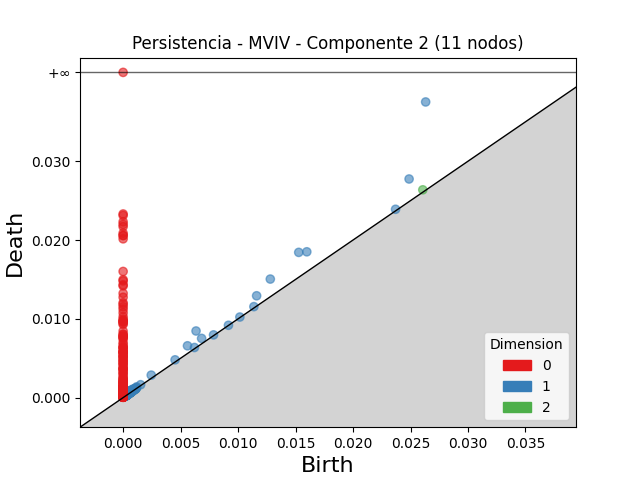 Persistencia - MVIV - Componente 2 (11 nodos)
+∞
0.030
0.020
0.010
0.000
Death
0.000 0.005 0.010 0.015 0.020 0.025 0.030 0.035
Birth
Dimension
0
1
2